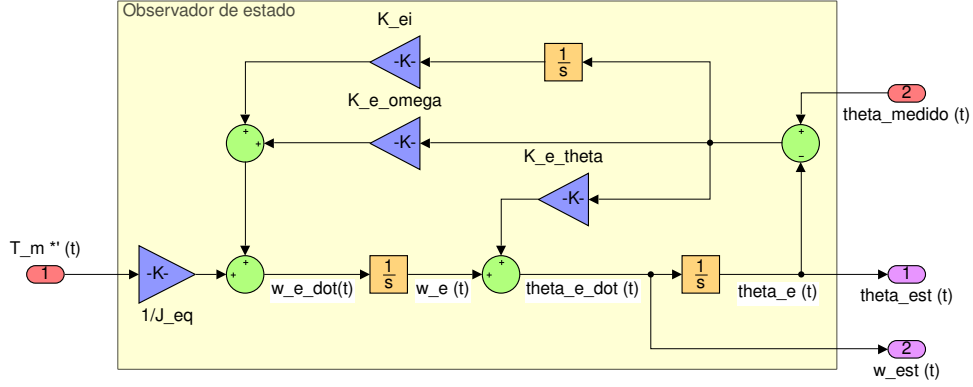 Observador de estado
K_ei
-K-
1
s
2
theta_medido (t)
K_e_omega
-K-
+
+
+
−
K_e_theta
-K-
+
T_m *' (t)
1
-K-
1/J_eq
+
+
w_e_dot(t)
1
s
w_e (t)
+
+
theta_e_dot (t)
1
s
theta_e (t)
1
theta_est (t)
2
w_est (t)